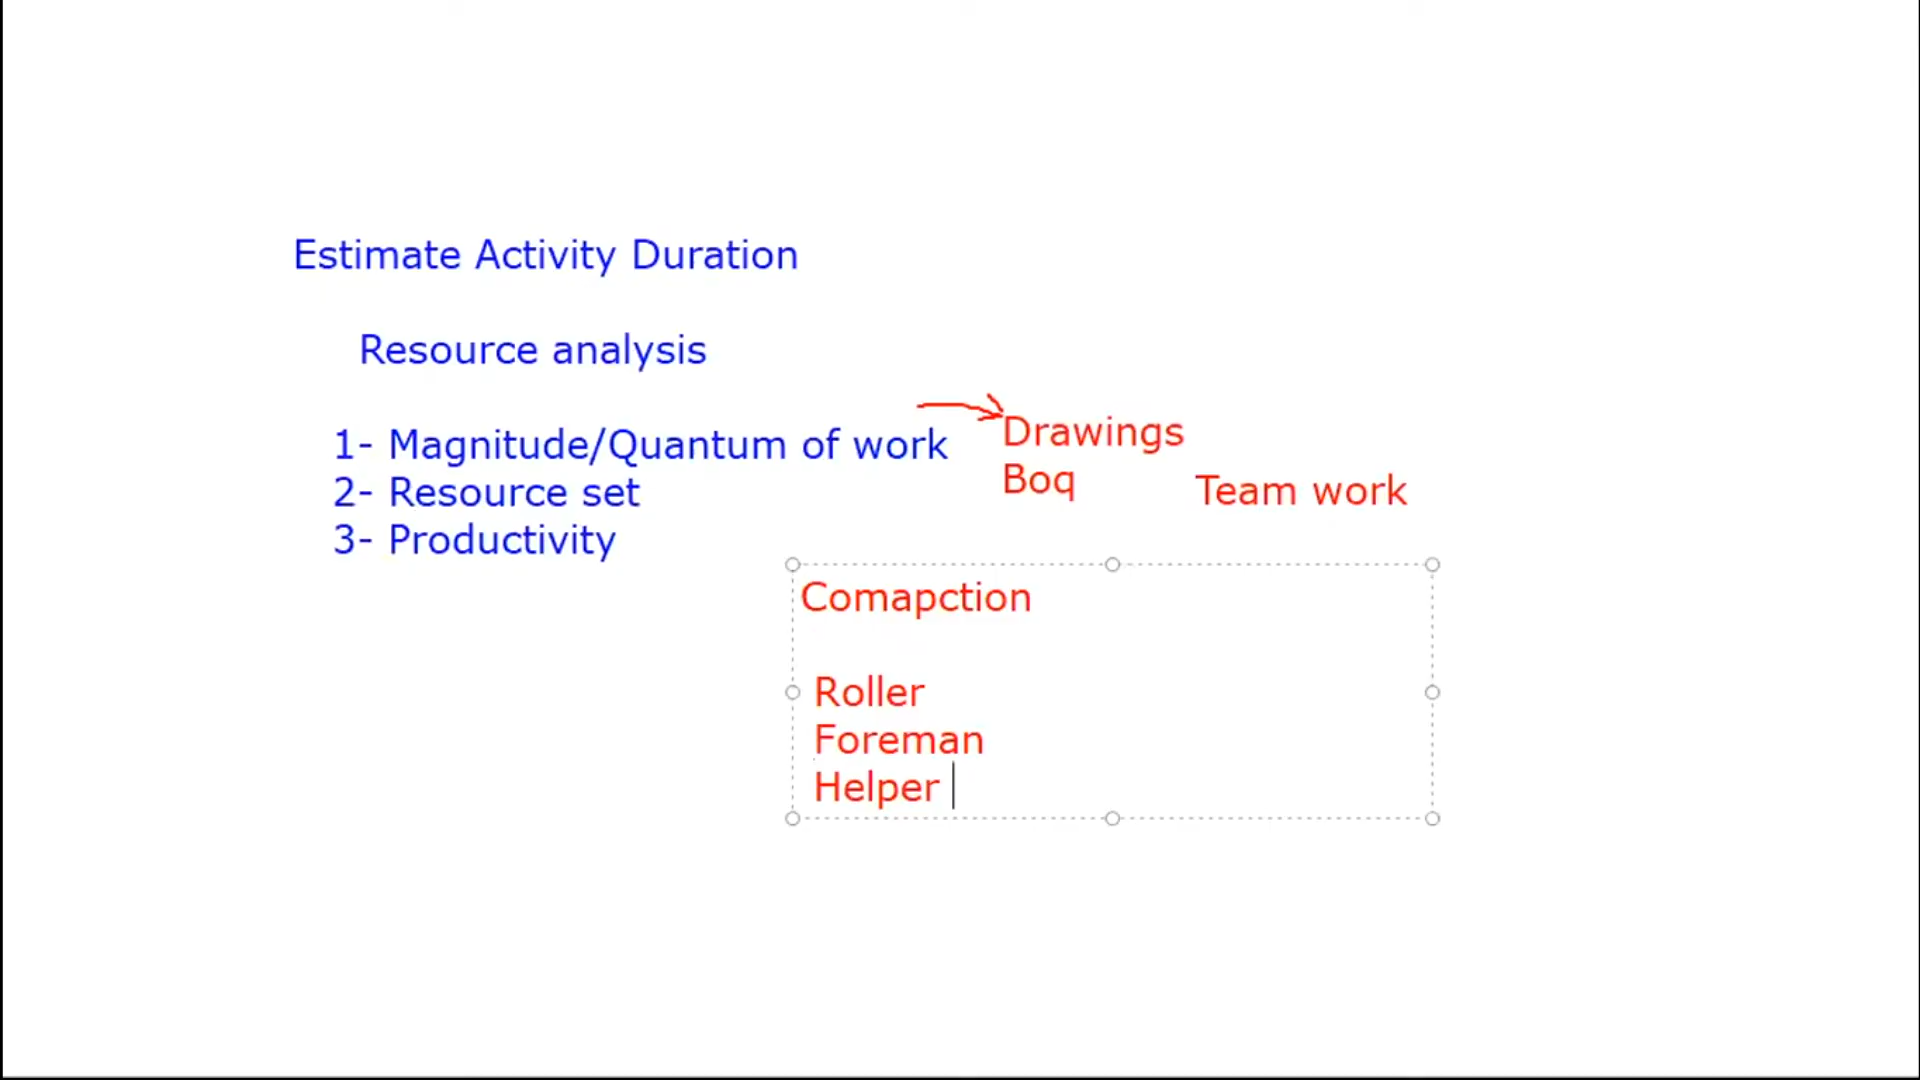 Estimate Activity Duration
Resource analysis
1- Magnitude/Quantum of work
2- Resource set
3- Productivity
Drawings
Boq
Team work
Comapction
Roller
Foreman
Helper